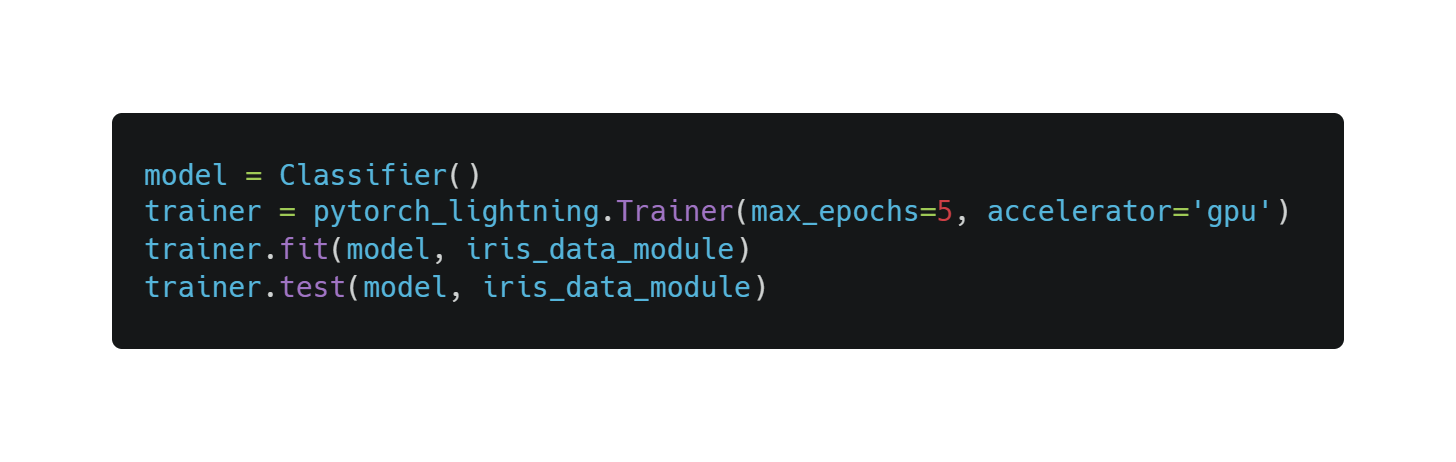 model = Classifier()
trainer = pytorch_lightning.Trainer(max_epochs=5, accelerator='gpu')
trainer.fit(model, iris_data_module)
trainer.test(model, iris_data_module)